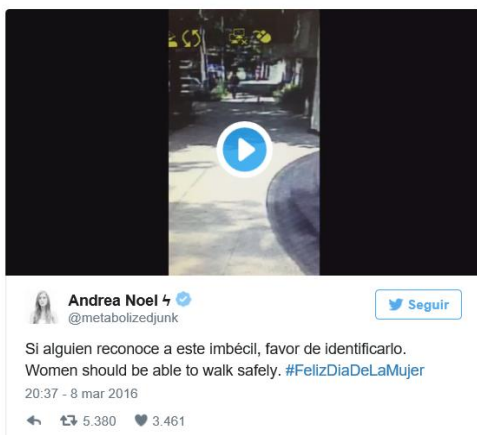 Andrea Noel ϟ
@metabolizedjunk
Seguir
Si alguien reconoce a este imbécil, favor de identificarlo.
Women should be able to walk safely. #FelizDiaDeLaMujer
20:37 - 8 mar 2016
5.380
3.461